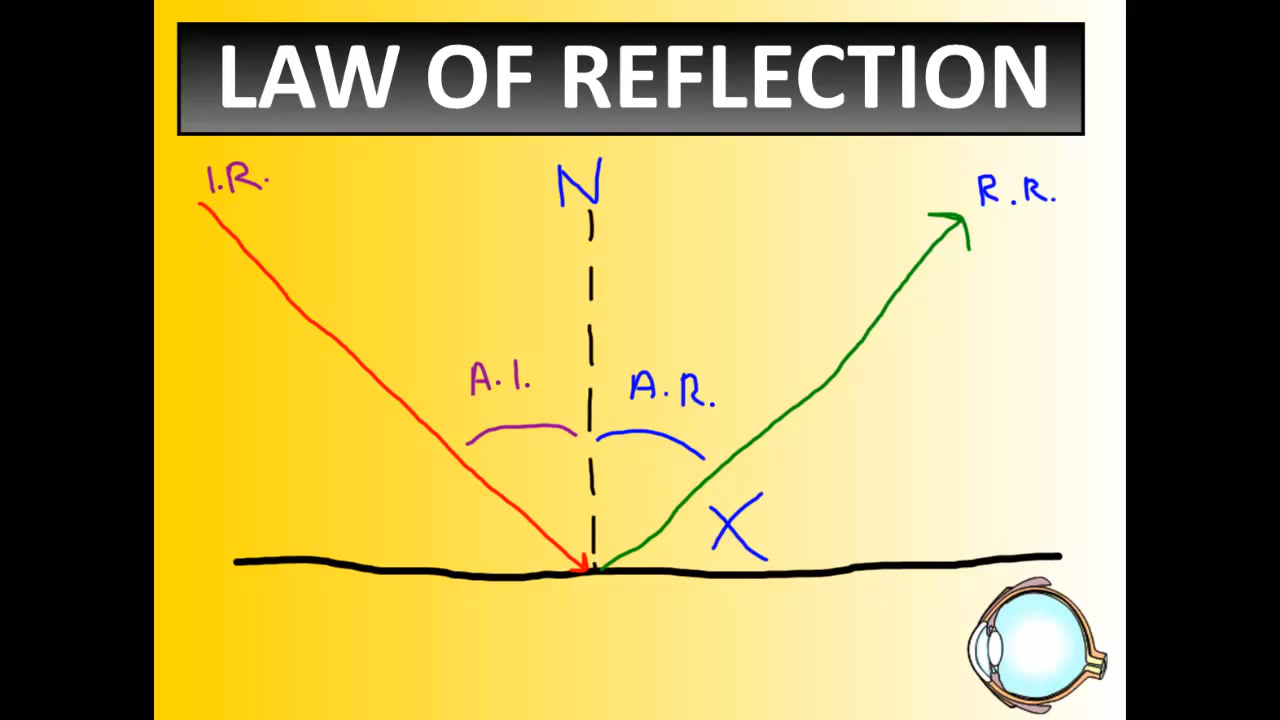 LAW OF REFLECTION
I.R.
N
R.R.
A.I.
A.R.
X